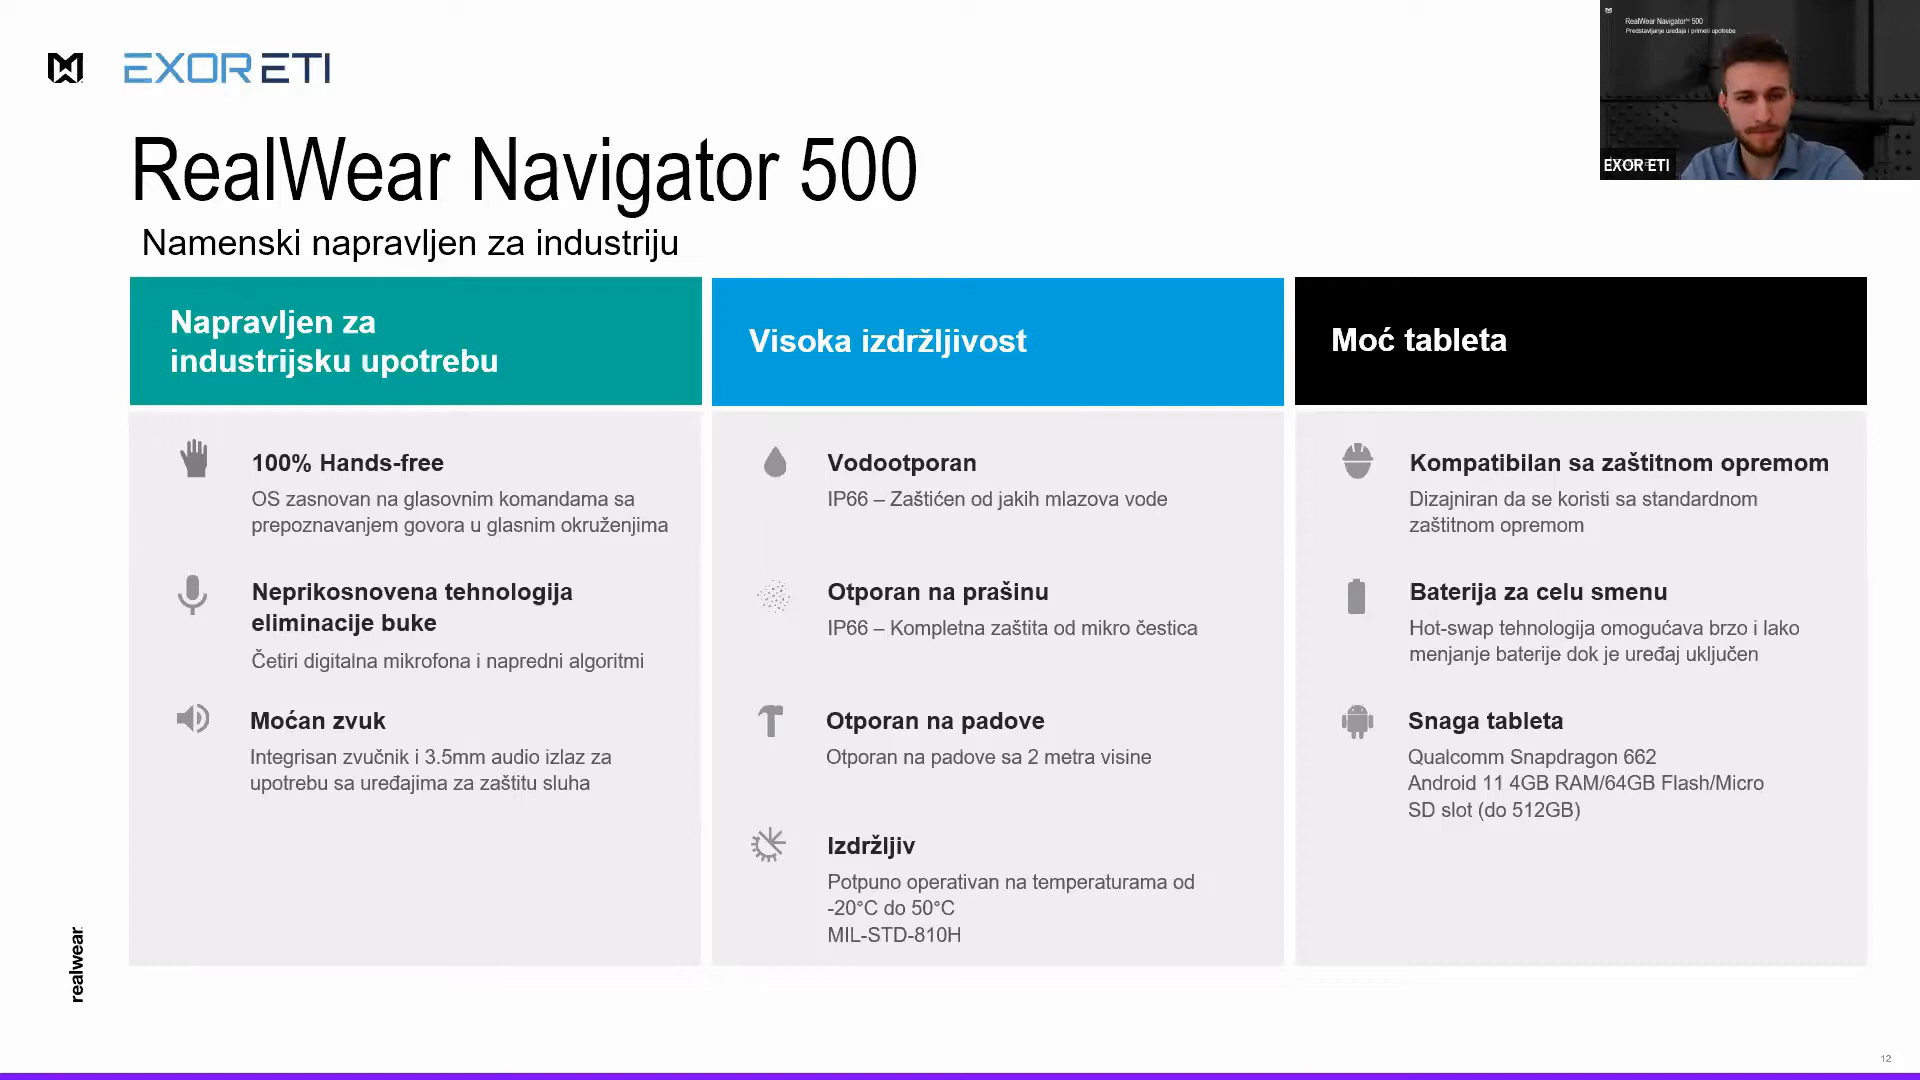 EXOR ETI
RealWear Navigator™ 500
Predstavljanje uređaja i primeri upotrebe
EXOR ETI
RealWear Navigator 500
Namenski napravljen za industriju
Napravljen za
industrijsku upotrebu
100% Hands-free
OS zasnovan na glasovnim komandama sa
prepoznavanjem govora u glasnim okruženjima
Neprikosnovena tehnologija
eliminacije buke
Četiri digitalna mikrofona i napredni algoritmi
Moćan zvuk
Integrisan zvučnik i 3.5mm audio izlaz za
upotrebu sa uređajima za zaštitu sluha
Visoka izdržljivost
Vodootporan
IP66 – Zaštićen od jakih mlazova vode
Otporan na prašinu
IP66 – Kompletna zaštita od mikro čestica
Otporan na padove
Otporan na padove sa 2 metra visine
Izdržljiv
Potpuno operativan na temperaturama od
-20°C do 50°C
MIL-STD-810H
Moć tableta
Kompatibilan sa zaštitnom opremom
Dizajniran da se koristi sa standardnom
zaštitnom opremom
Baterija za celu smenu
Hot-swap tehnologija omogućava brzo i lako
menjanje baterije dok je uređaj uključen
Snaga tableta
Qualcomm Snapdragon 662
Android 11 4GB RAM/64GB Flash/Micro
SD slot (do 512GB)
realwear
12